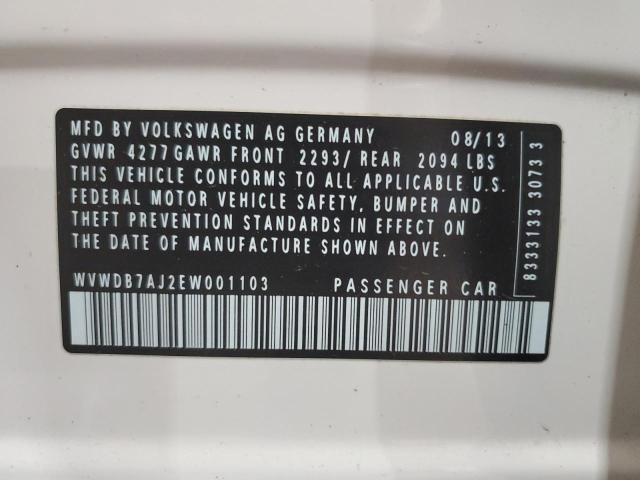 MFD BY VOLKSWAGEN AG GERMANY 08/13
GVWR 4277 GAWR FRONT 2293/ REAR 2094 LBS
THIS VEHICLE CONFORMS TO ALL APPLICABLE U.S.
FEDERAL MOTOR VEHICLE SAFETY, BUMPER AND
THEFT PREVENTION STANDARDS IN EFFECT ON
THE DATE OF MANUFACTURE SHOWN ABOVE.
WVWDB7AJ2EW001103 PASSENGER CAR
8333133 3073 3